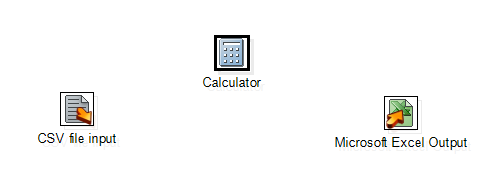 Calculator
CSV file input
Microsoft Excel Output